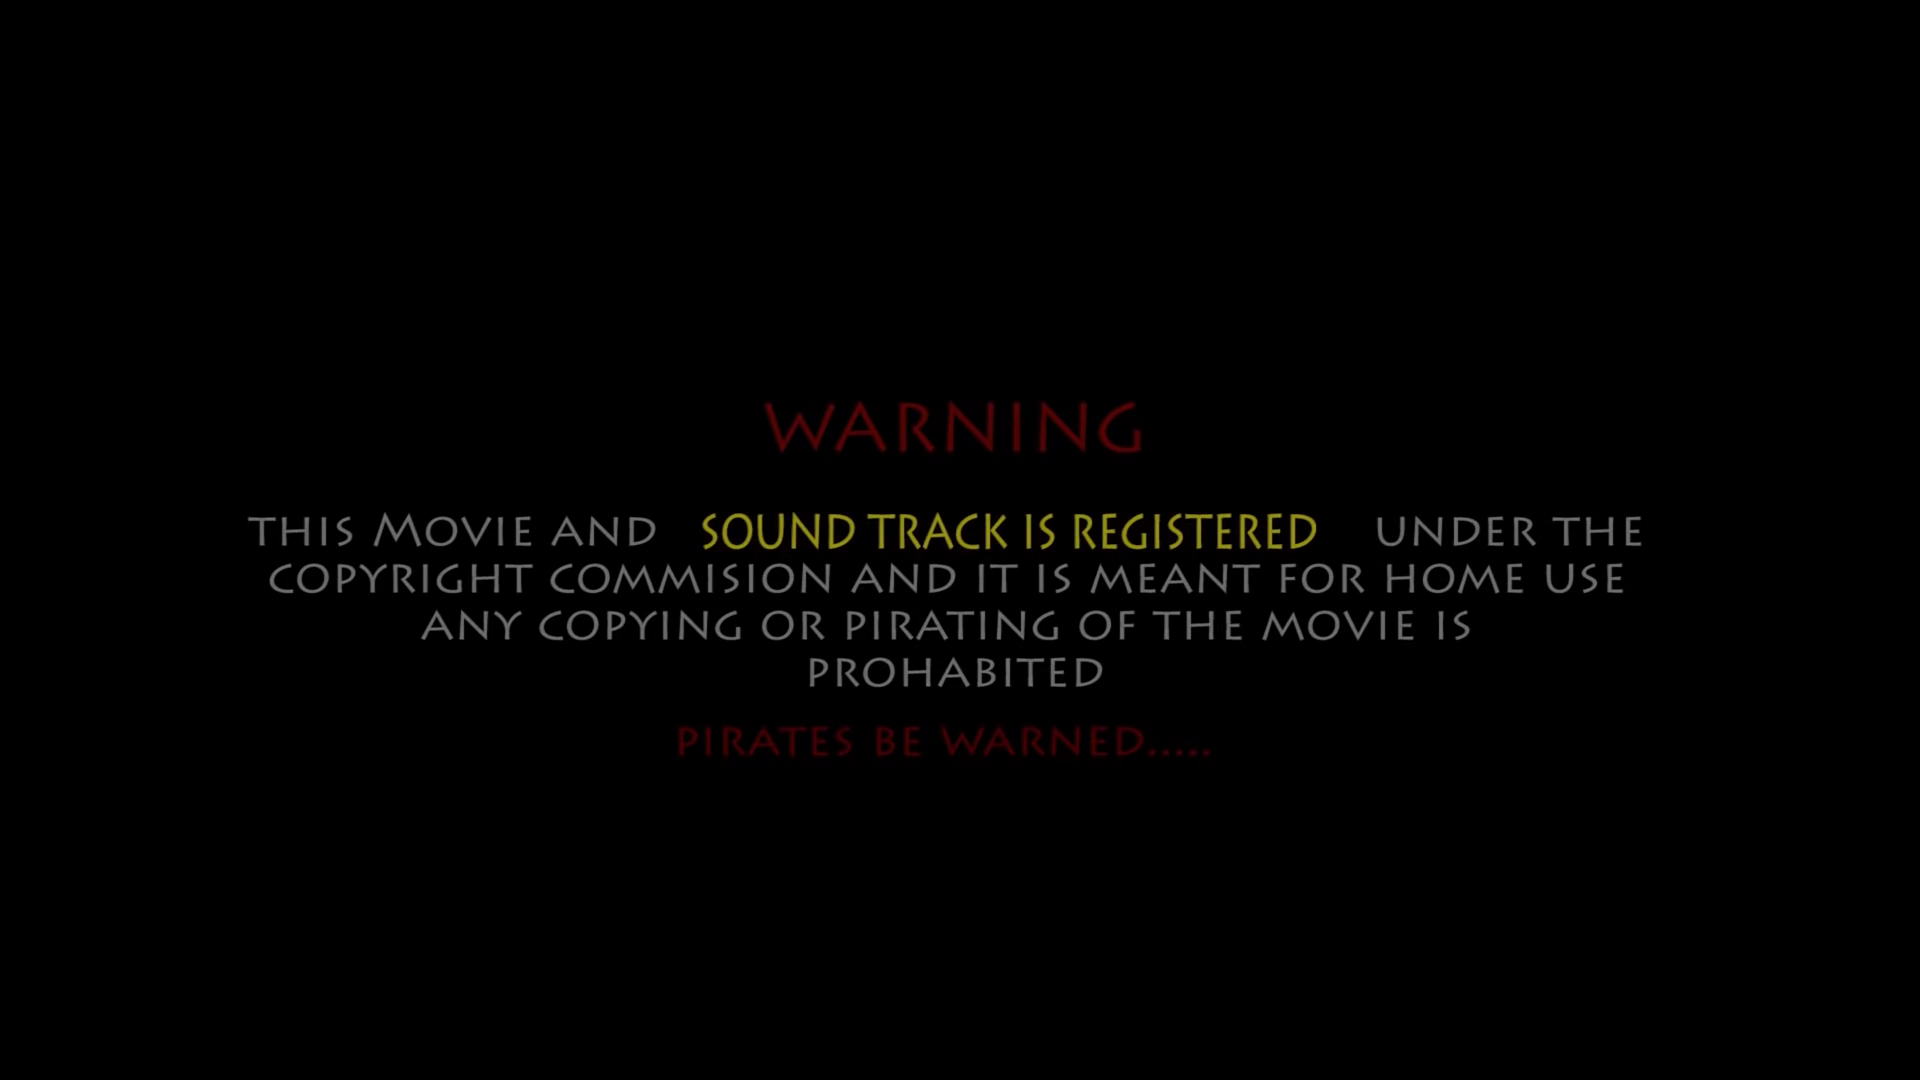 WARNING
THIS MOVIE AND SOUND TRACK IS REGISTERED UNDER THE
COPYRIGHT COMMISION AND IT IS MEANT FOR HOME USE
ANY COPYING OR PIRATING OF THE MOVIE IS
PROHABITED
PIRATES BE WARNED.....